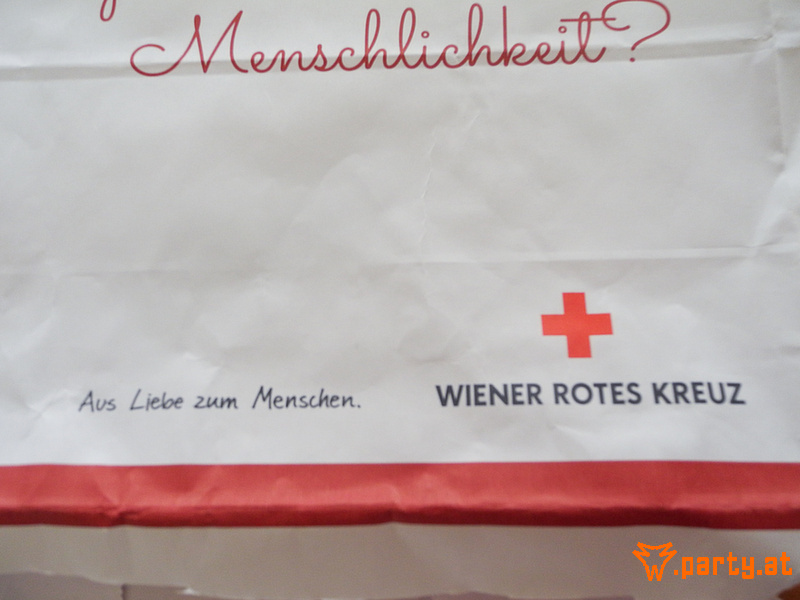 Menschlichkeit?
Aus Liebe zum Menschen.
WIENER ROTES KREUZ
w.party.at